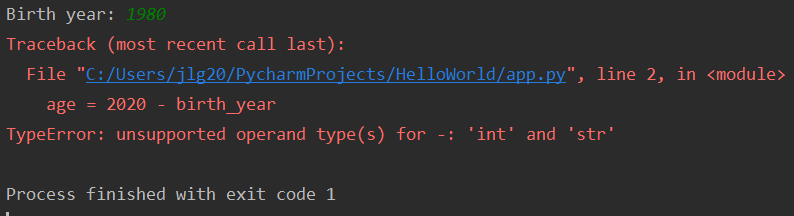 Birth year: 1980
Traceback (most recent call last):
  File "C:/Users/jlg20/PycharmProjects/HelloWorld/app.py", line 2, in <module>
    age = 2020 - birth_year
TypeError: unsupported operand type(s) for -: 'int' and 'str'

Process finished with exit code 1